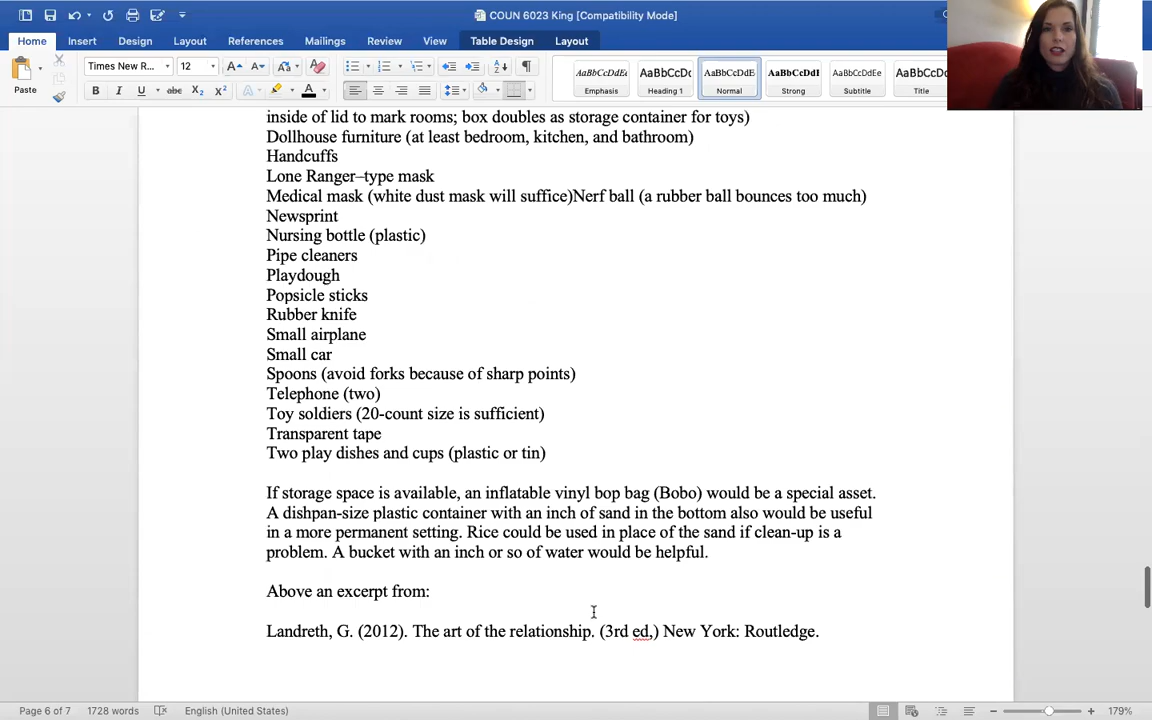 COUN 6023 King [Compatibility Mode]
Home Insert Design Layout References Mailings Review View Table Design Layout
Paste
Times New R... 12
AaBbCcDdEe AaBbCcDc AaBbCcDdE AaBbCcDdI AaBbCcDdEe AaBbCcDd
Emphasis Heading 1 Normal Strong Subtitle Title
inside of lid to mark rooms; box doubles as storage container for toys)
Dollhouse furniture (at least bedroom, kitchen, and bathroom)
Handcuffs
Lone Ranger–type mask
Medical mask (white dust mask will suffice)Nerf ball (a rubber ball bounces too much)
Newsprint
Nursing bottle (plastic)
Pipe cleaners
Playdough
Popsicle sticks
Rubber knife
Small airplane
Small car
Spoons (avoid forks because of sharp points)
Telephone (two)
Toy soldiers (20-count size is sufficient)
Transparent tape
Two play dishes and cups (plastic or tin)
If storage space is available, an inflatable vinyl bop bag (Bobo) would be a special asset.
A dishpan-size plastic container with an inch of sand in the bottom also would be useful
in a more permanent setting. Rice could be used in place of the sand if clean-up is a
problem. A bucket with an inch or so of water would be helpful.
Above an excerpt from:
Landreth, G. (2012). The art of the relationship. (3rd ed,) New York: Routledge.
Page 6 of 7 1728 words English (United States) 179%